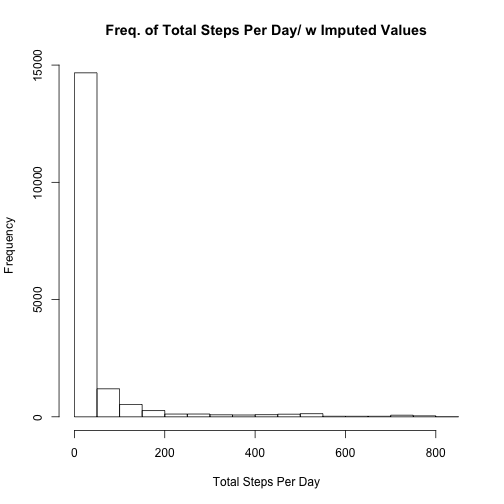 Freq. of Total Steps Per Day/ w Imputed Values
15000
10000
5000
0
Frequency
0 200 400 600 800
Total Steps Per Day